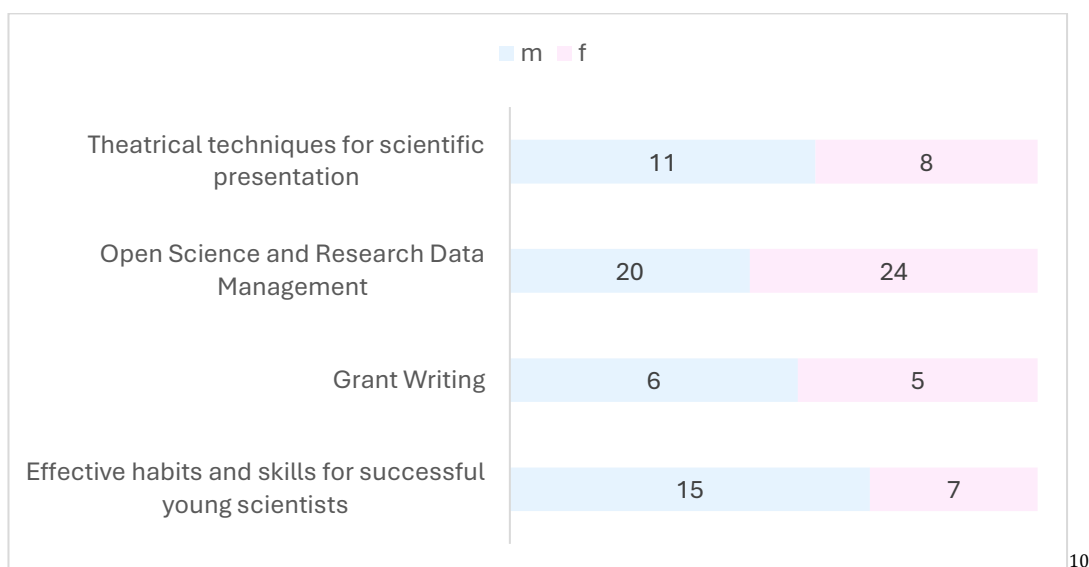 m f
Theatrical techniques for scientific
presentation
11 8
Open Science and Research Data
Management
20 24
Grant Writing
6 5
Effective habits and skills for successful
young scientists
15 7
10